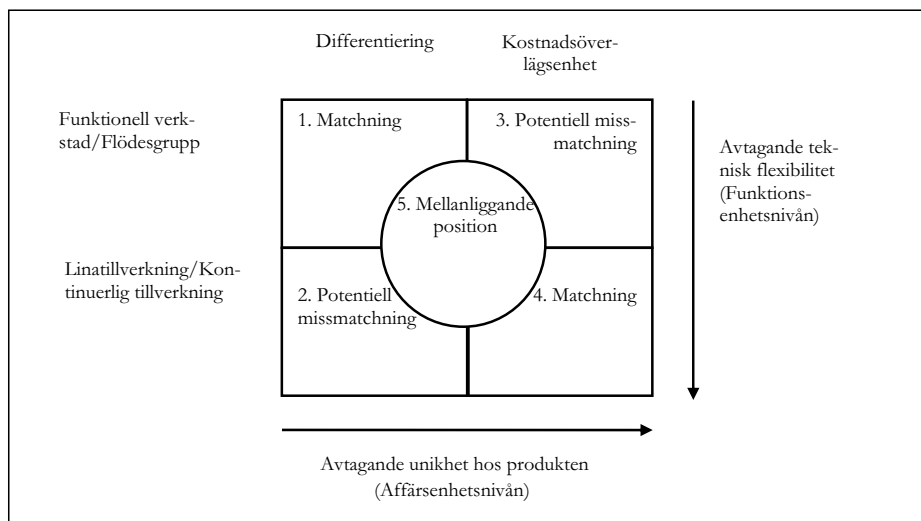 Differentiering
Kostnadsöver-
lägsenhet
Funktionell verk-
stad/Flödesgrupp
1. Matchning
3. Potentiell miss-
matchning
Avtagande tek-
nisk flexibilitet
(Funktions-
enhetsnivån)
5. Mellanliggande
position
Linatillverkning/Kon-
tinuerlig tillverkning
2. Potentiell
missmatchning
4. Matchning
Avtagande unikhet hos produkten
(Affärsenhetsnivån)